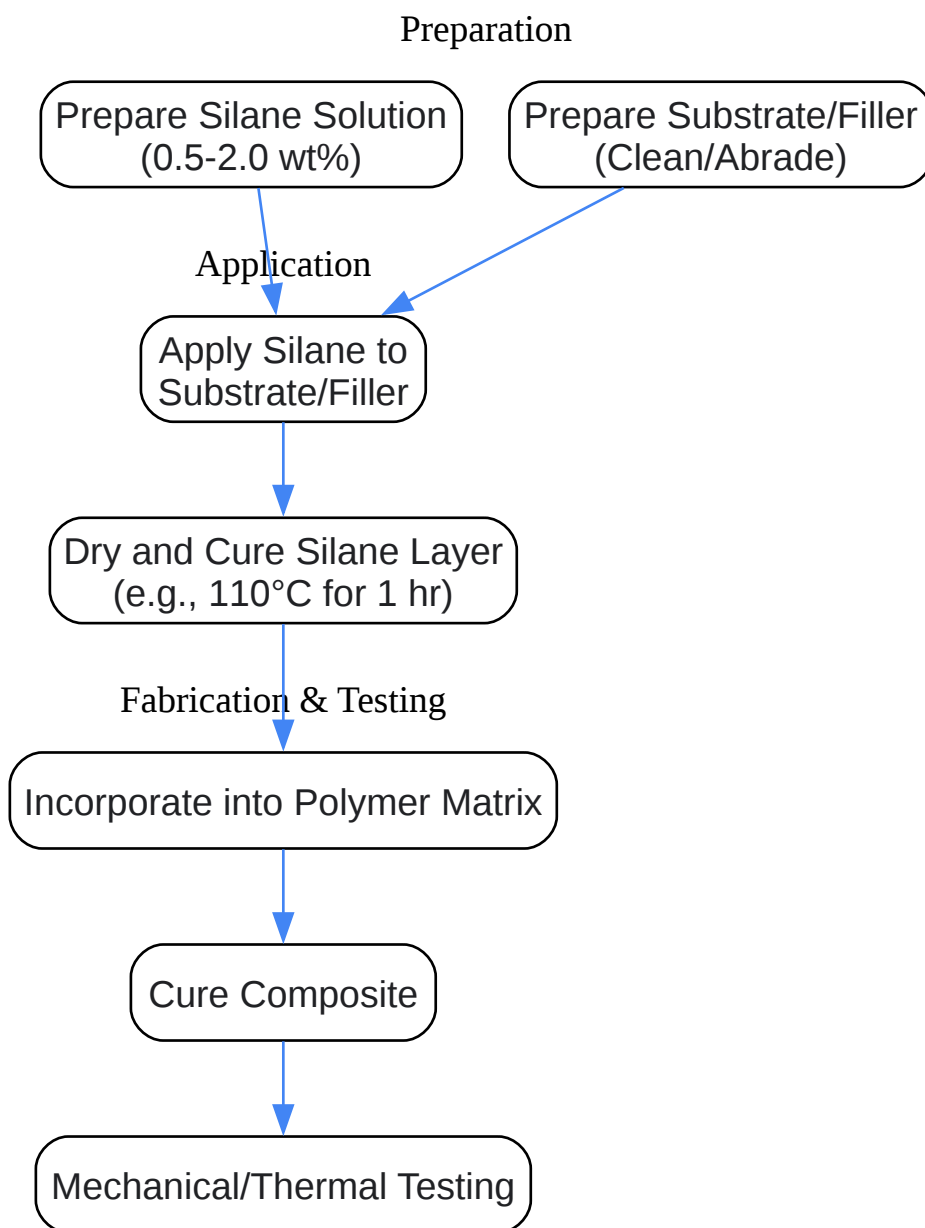 Preparation
Prepare Silane Solution
(0.5-2.0 wt%)
Prepare Substrate/Filler
(Clean/Abrade)
Application
Apply Silane to
Substrate/Filler
Dry and Cure Silane Layer
(e.g., 110°C for 1 hr)
Fabrication & Testing
Incorporate into Polymer Matrix
Cure Composite
Mechanical/Thermal Testing